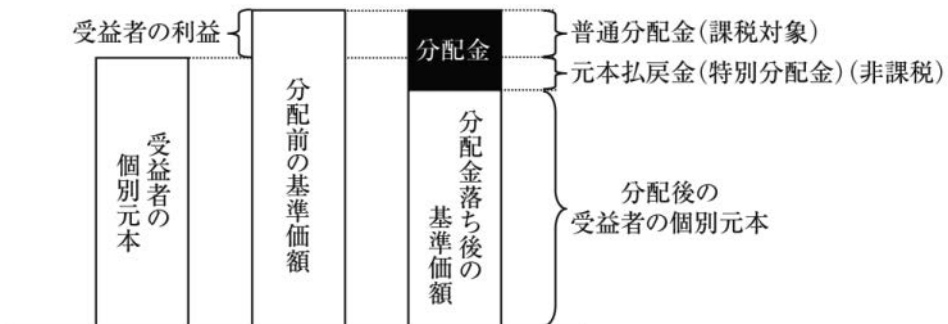 受益者の利益
分配金
普通分配金(課税対象)
元本払戻金(特別分配金)(非課税)
受益者の
個別元本
分配前の基準価額
分配金落ち後の
基準価額
分配後の
受益者の個別元本